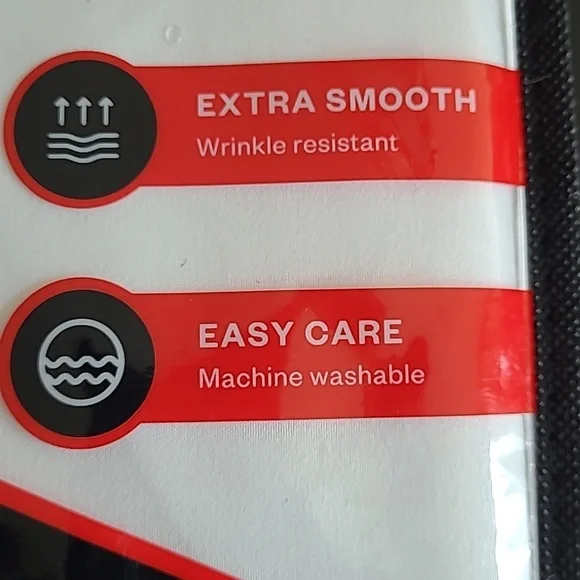 EXTRA SMOOTH
Wrinkle resistant
EASY CARE
Machine washable